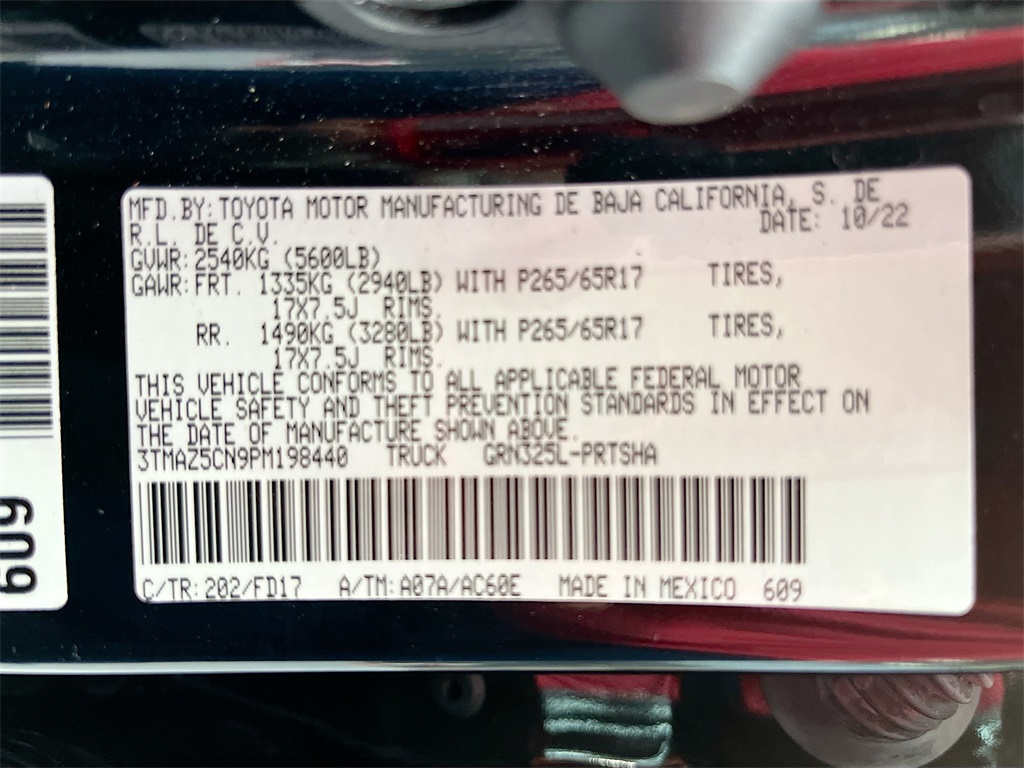 MFD.BY: TOYOTA MOTOR MANUFACTURING DE BAJA CALIFORNIA, S. DE
R.L. DE C.V. DATE: 10/22
GVWR: 2540KG (5600LB)
GAWR: FRT. 1335KG (2940LB) WITH P265/65R17 TIRES,
17X7.5J RIMS.
RR. 1490KG (3280LB) WITH P265/65R17 TIRES,
17X7.5J RIMS.
THIS VEHICLE CONFORMS TO ALL APPLICABLE FEDERAL MOTOR
VEHICLE SAFETY AND THEFT PREVENTION STANDARDS IN EFFECT ON
THE DATE OF MANUFACTURE SHOWN ABOVE.
3TMAZ5CN9PM198440 TRUCK GRN325L-PRTSHA
C/TR: 202/FD17 A/TM: A07A/AC60E MADE IN MEXICO 609
609